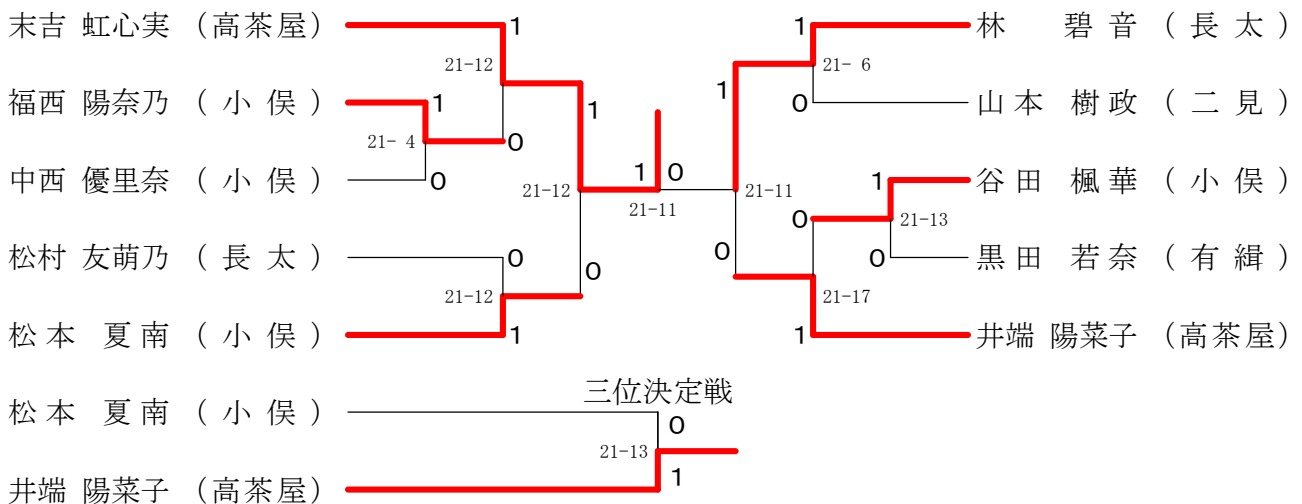 末吉 虹心実 (高茶屋) 1 1 林 碧音 (長太)
21-12 21- 6
福西 陽奈乃 (小俣) 1 1 1 0 山本 樹政 (二見)
21- 4 0
中西 優里奈 (小俣) 0 21-12 1 0 21-11 1 谷田 楓華 (小俣)
21-11 0 21-13
松村 友萌乃 (長太) 0 0 0 0 黒田 若奈 (有緝)
21-12 21-17
松本 夏南 (小俣) 1 1 井端 陽菜子 (高茶屋)
三位決定戦
松本 夏南 (小俣) 0
21-13
井端 陽菜子 (高茶屋) 1